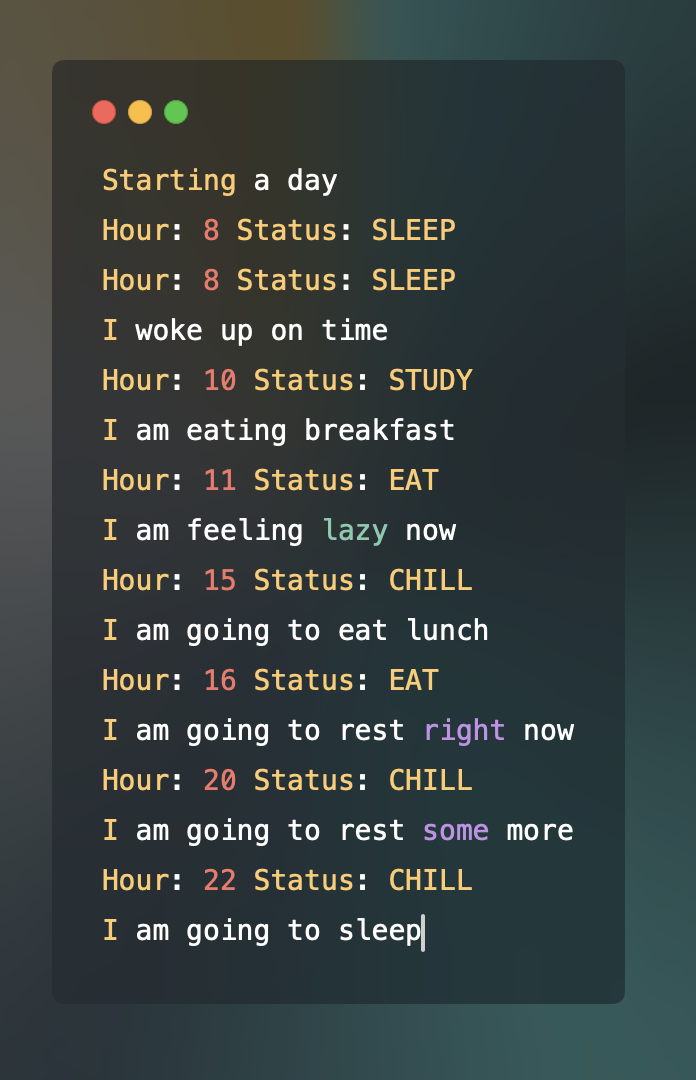 Starting a day
Hour: 8 Status: SLEEP
Hour: 8 Status: SLEEP
I woke up on time
Hour: 10 Status: STUDY
I am eating breakfast
Hour: 11 Status: EAT
I am feeling lazy now
Hour: 15 Status: CHILL
I am going to eat lunch
Hour: 16 Status: EAT
I am going to rest right now
Hour: 20 Status: CHILL
I am going to rest some more
Hour: 22 Status: CHILL
I am going to sleep